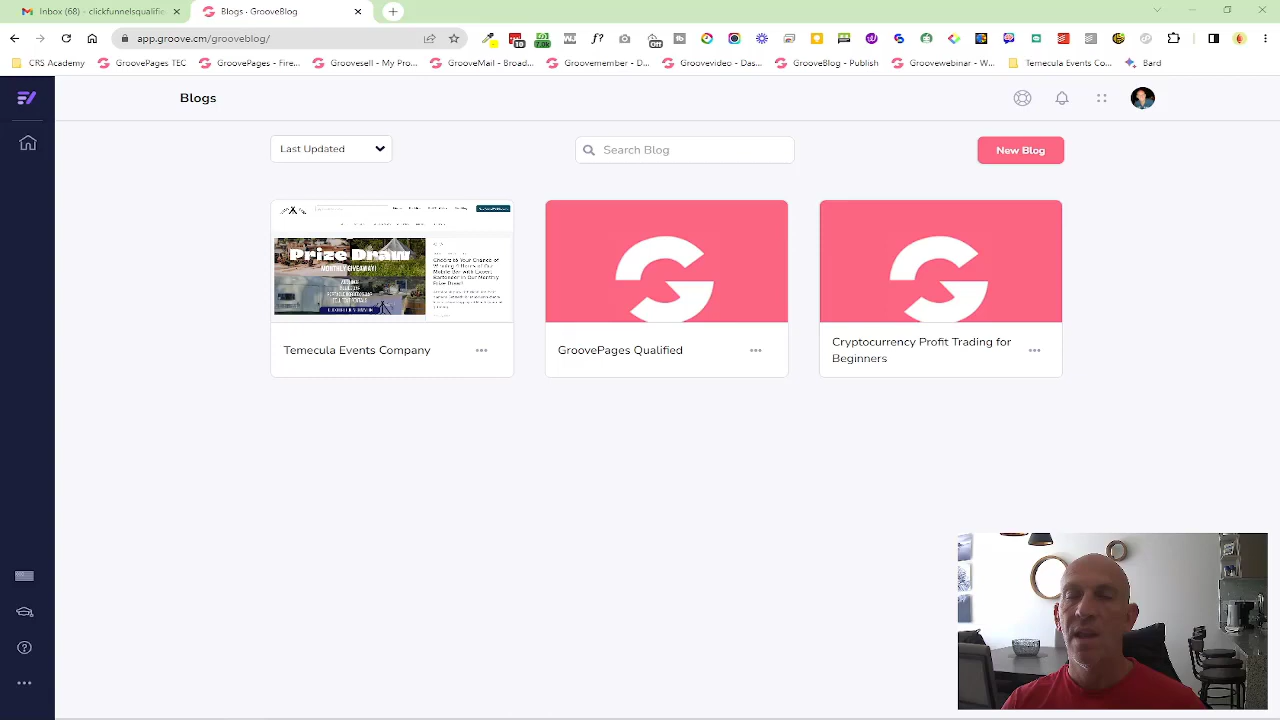 Inbox (68) - clickfunnelsqualific
Blogs - GrooveBlog
app.groove.cm/grooveblog/
CRS Academy
GroovePages TEC
GroovePages - Fire...
Groovesell - My Pro...
GrooveMail - Broad...
Groovemember - D...
Groovevideo - Das...
GrooveBlog - Publish
Groovewebinar - W...
Temecula Events Co...
Bard
Blogs
Last Updated
Search Blog
New Blog
Prize Draw
MONTHLY GIVEAWAY!
Temecula Events Company
GroovePages Qualified
Cryptocurrency Profit Trading for
Beginners